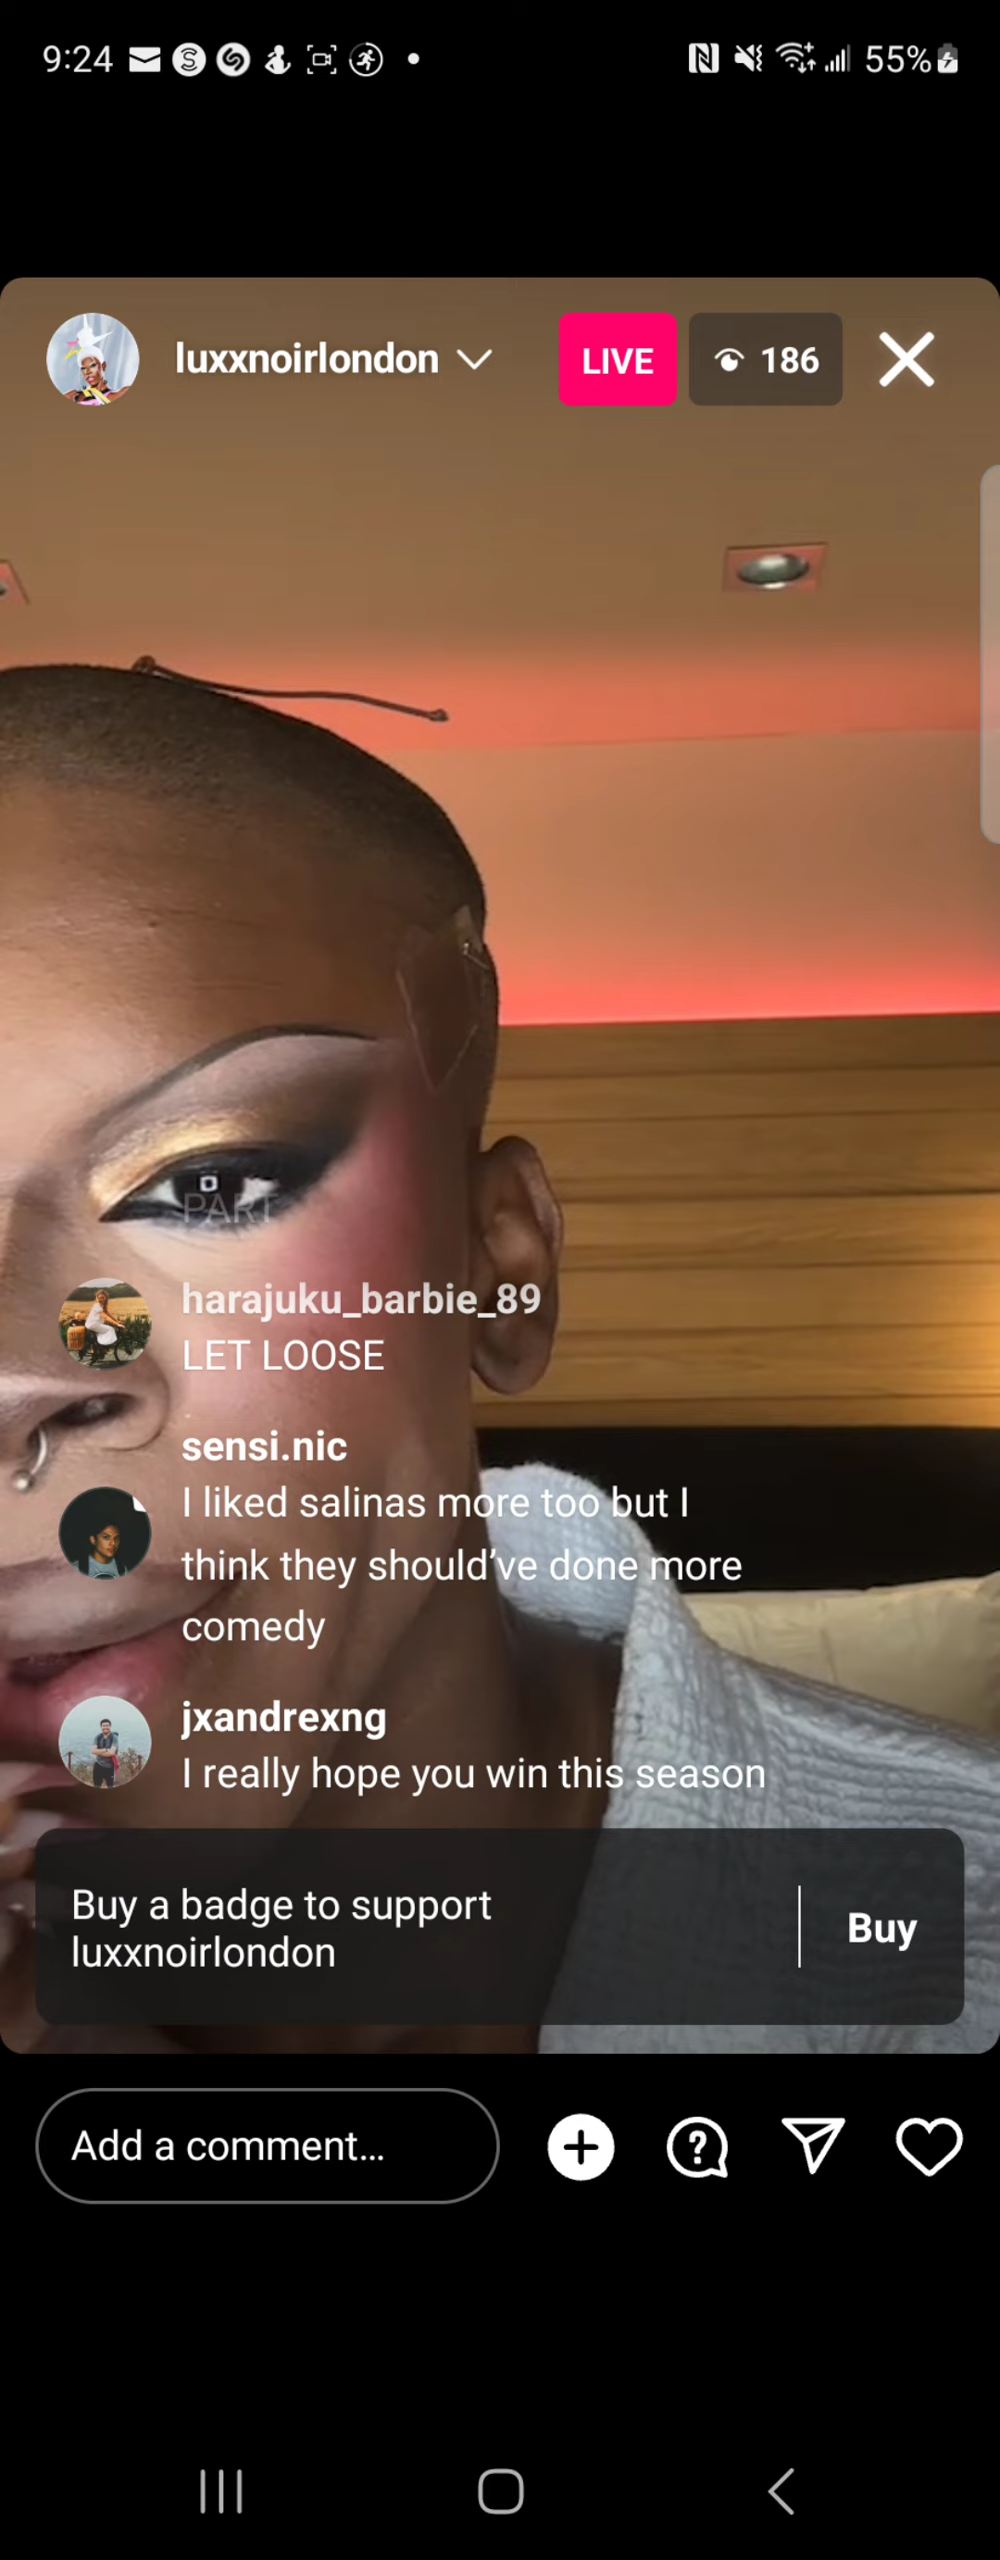 9:24
55%
luxxnoirlondon
LIVE
186
PART
harajuku_barbie_89
LET LOOSE
sensi.nic
I liked salinas more too but I
think they should’ve done more
comedy
jxandrexng
I really hope you win this season
Buy a badge to support
luxxnoirlondon
Buy
Add a comment...